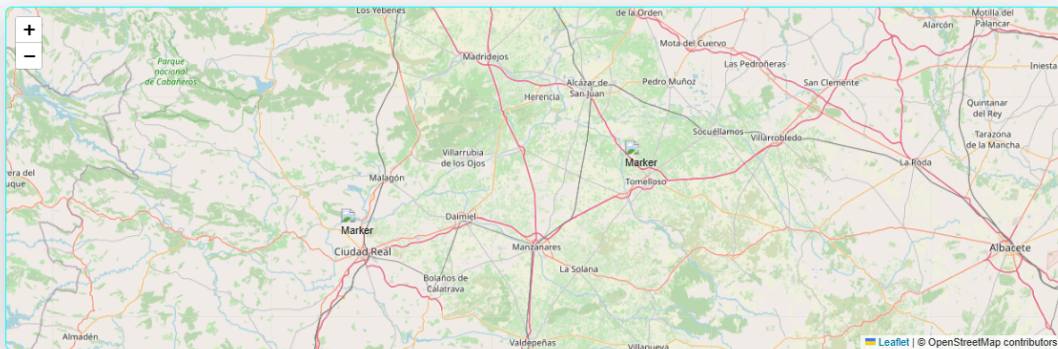 +
−
Los Yébenes
de la Orden
Motilla del
Palancar
Alarcón
Mota del Cuervo
Madridejos
Parque
nacional
de Cabañeros
Las Pedroñeras
Iniesta
Alcázar de
San Juan
Pedro Muñoz
San Clemente
Herencia
Quintanar
del Rey
Socuéllamos
Villarrobledo
Tarazona
de la Mancha
Villarrubia
de los Ojos
Marker
La Roda
era del
uque
Malagón
Tomelloso
Daimiel
Marker
Ciudad Real
Manzanares
Albacete
La Solana
Bolaños de
Calatrava
Almadén
Valdepeñas
Villanueva
Leaflet | © OpenStreetMap contributors